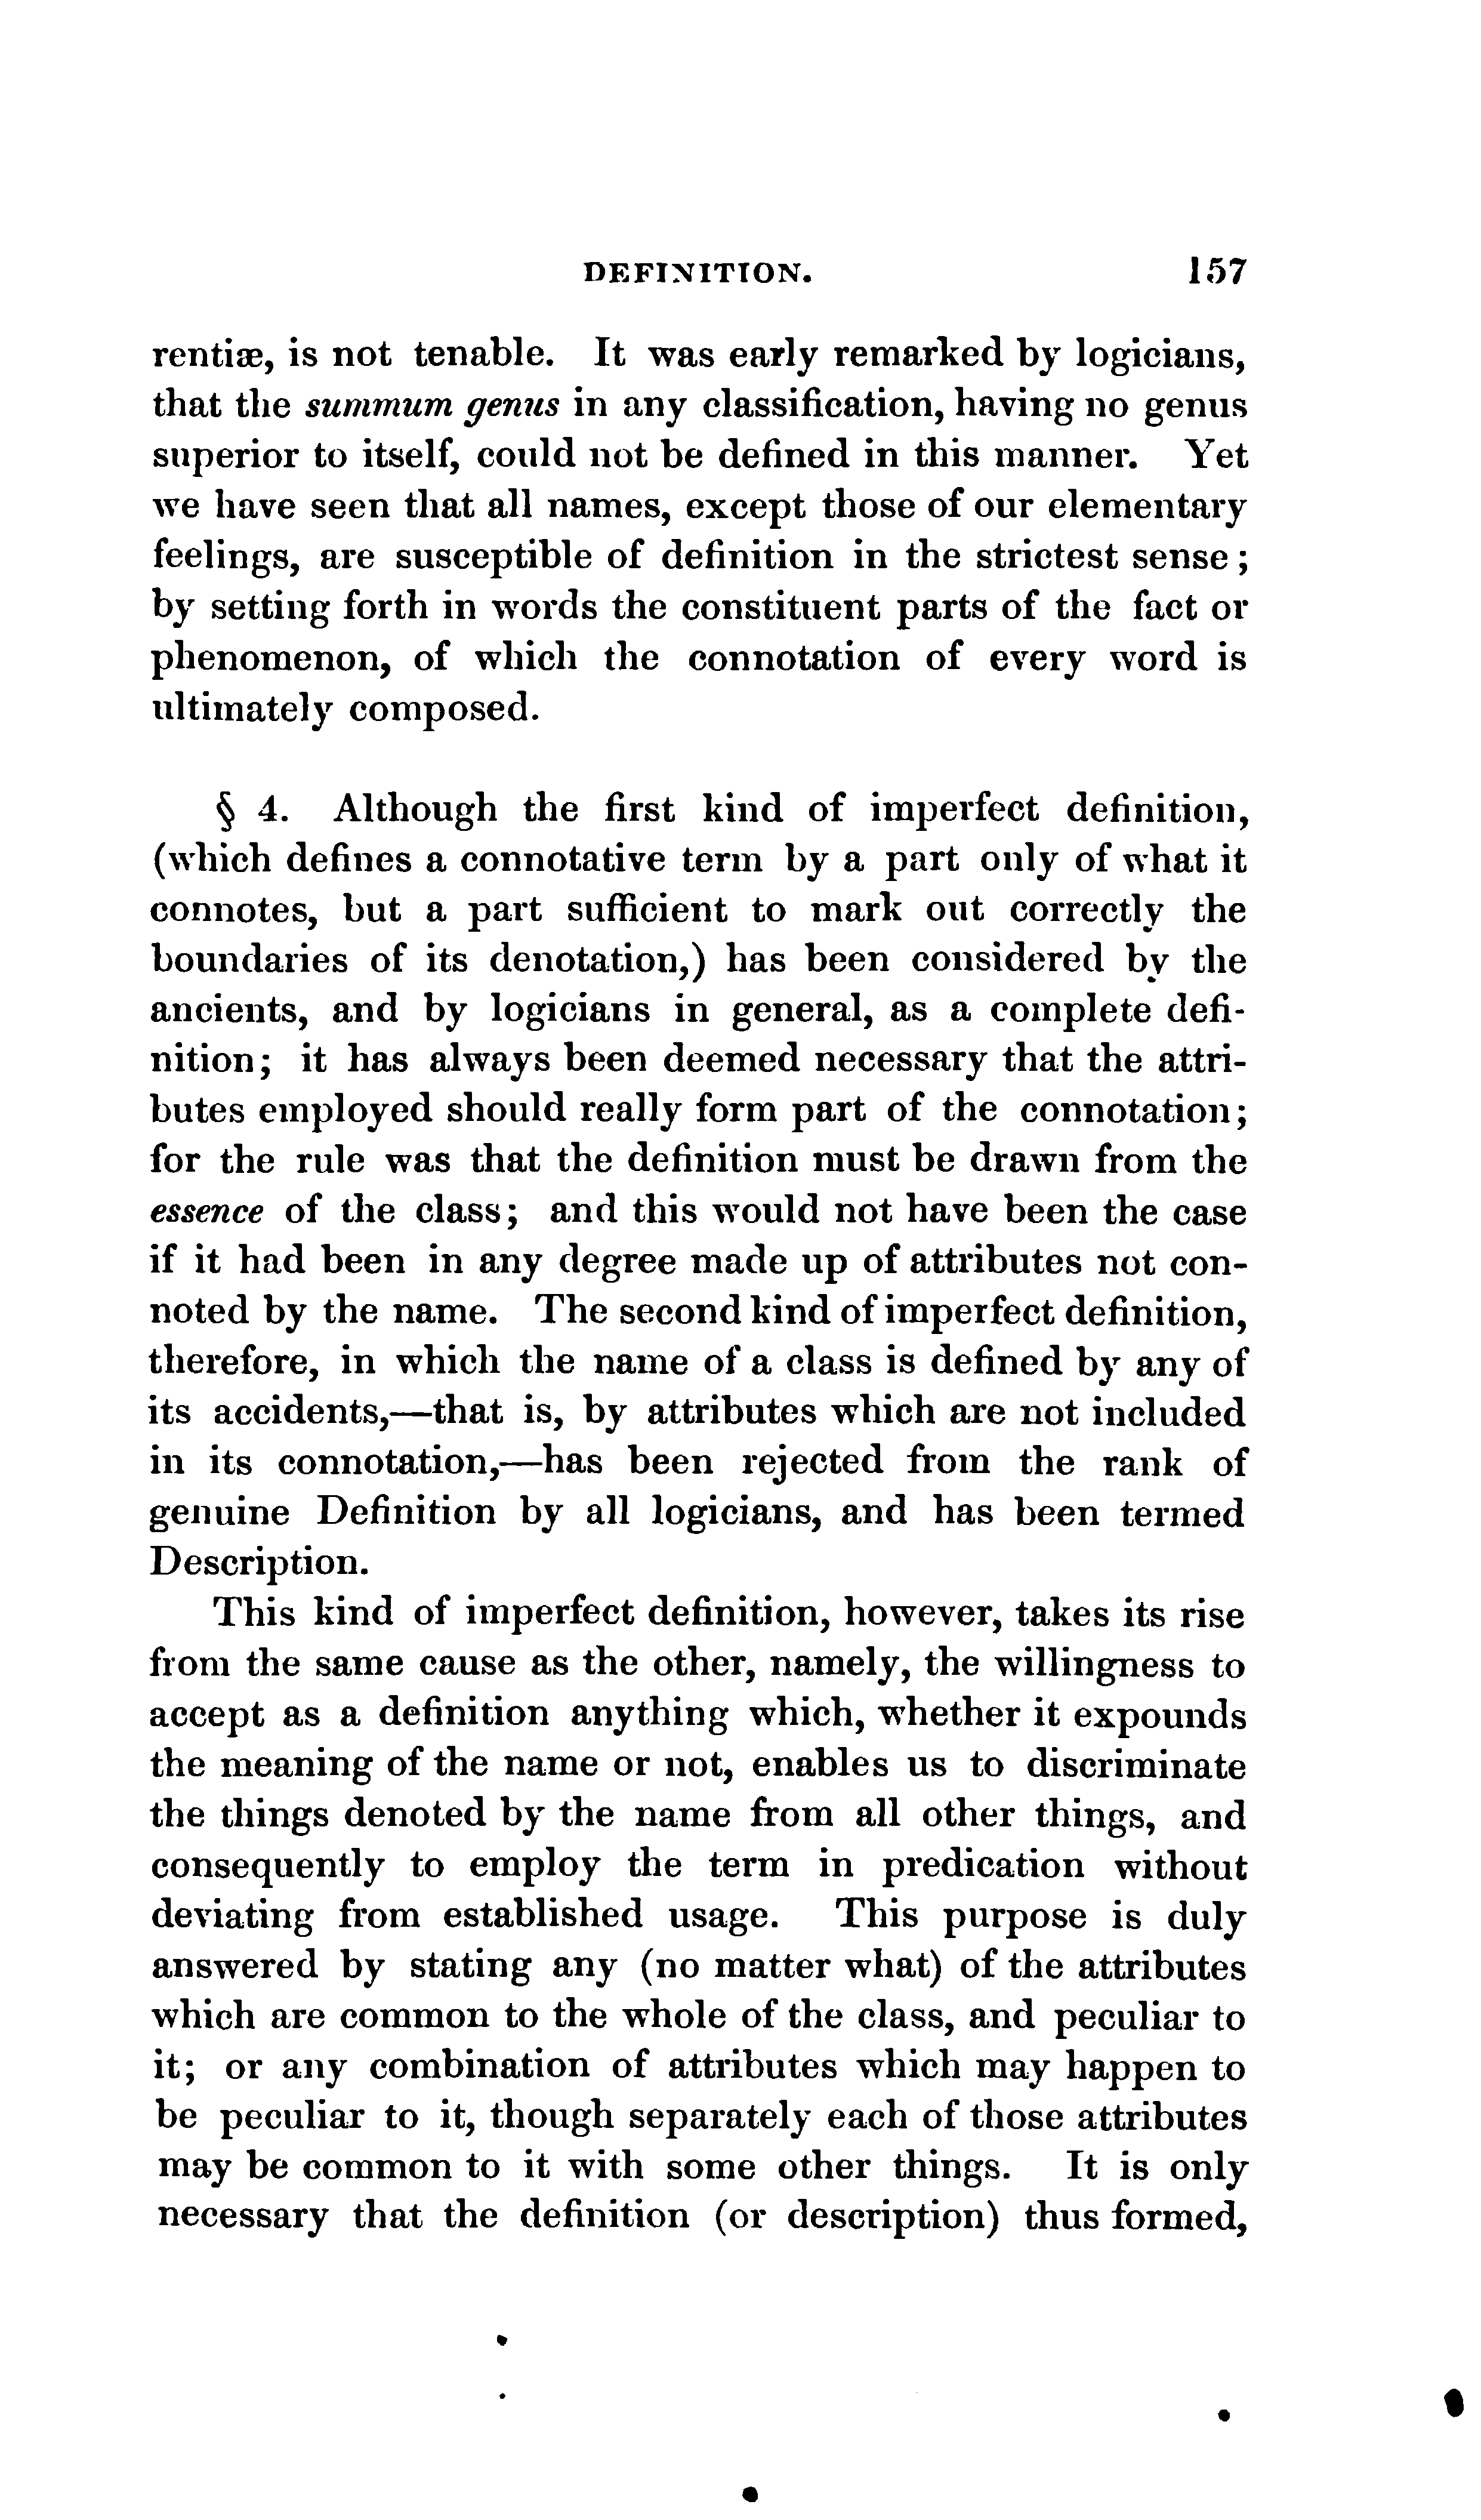 DEFINITION. 157
rentiæ, is not tenable. It was early remarked by logicians,
that the summum genus in any classification, having no genus
superior to itself, could not be defined in this manner. Yet
we have seen that all names, except those of our elementary
feelings, are susceptible of definition in the strictest sense;
by setting forth in words the constituent parts of the fact or
phenomenon, of which the connotation of every word is
ultimately composed.
§ 4. Although the first kind of imperfect definition,
(which defines a connotative term by a part only of what it
connotes, but a part sufficient to mark out correctly the
boundaries of its denotation,) has been considered by the
ancients, and by logicians in general, as a complete defi-
nition; it has always been deemed necessary that the attri-
butes employed should really form part of the connotation;
for the rule was that the definition must be drawn from the
essence of the class; and this would not have been the case
if it had been in any degree made up of attributes not con-
noted by the name. The second kind of imperfect definition,
therefore, in which the name of a class is defined by any of
its accidents,—that is, by attributes which are not included
in its connotation,—has been rejected from the rank of
genuine Definition by all logicians, and has been termed
Description.
This kind of imperfect definition, however, takes its rise
from the same cause as the other, namely, the willingness to
accept as a definition anything which, whether it expounds
the meaning of the name or not, enables us to discriminate
the things denoted by the name from all other things, and
consequently to employ the term in predication without
deviating from established usage. This purpose is duly
answered by stating any (no matter what) of the attributes
which are common to the whole of the class, and peculiar to
it; or any combination of attributes which may happen to
be peculiar to it, though separately each of those attributes
may be common to it with some other things. It is only
necessary that the definition (or description) thus formed,